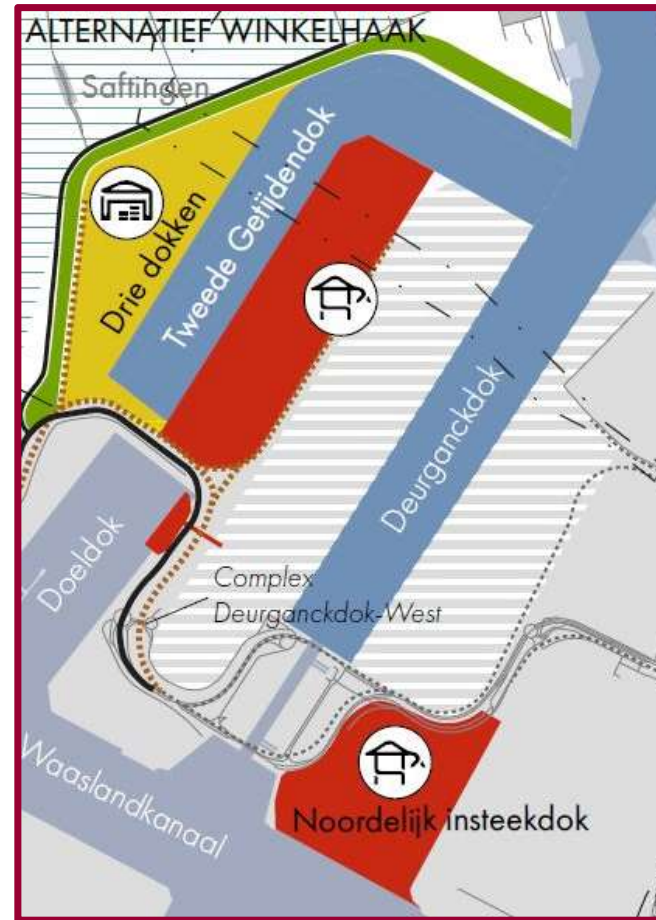 ALTERNATIEF WINKELHAAK
Saftingen
Drie dokken
Tweede Getijdendok
Deurganckdok
Doeldok
Complex
Deurganckdok-West
Waaslandkanaal
Noordelijk insteekdok